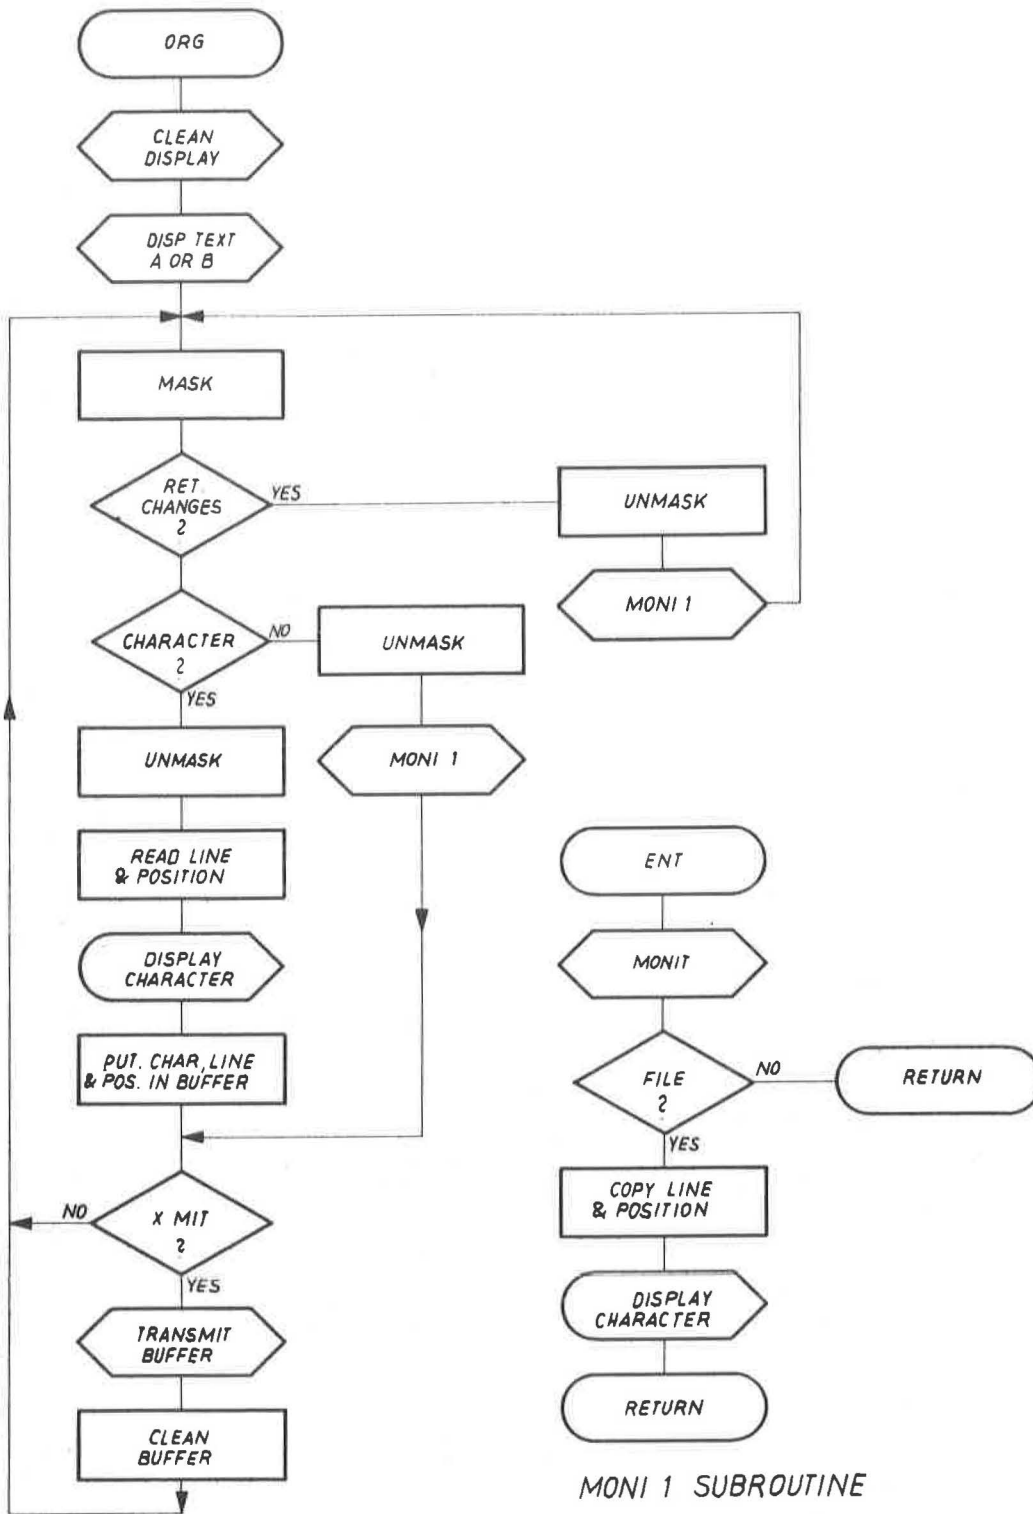 ORG
CLEAN
DISPLAY
DISP TEXT
A OR B
MASK
RET.
CHANGES
?
YES
UNMASK
MONI 1
CHARACTER
?
NO
UNMASK
MONI 1
YES
UNMASK
READ LINE
& POSITION
DISPLAY
CHARACTER
PUT. CHAR, LINE
& POS. IN BUFFER
X MIT
?
NO
YES
TRANSMIT
BUFFER
CLEAN
BUFFER
ENT
MONIT
FILE
?
NO
RETURN
YES
COPY LINE
& POSITION
DISPLAY
CHARACTER
RETURN
MONI 1 SUBROUTINE